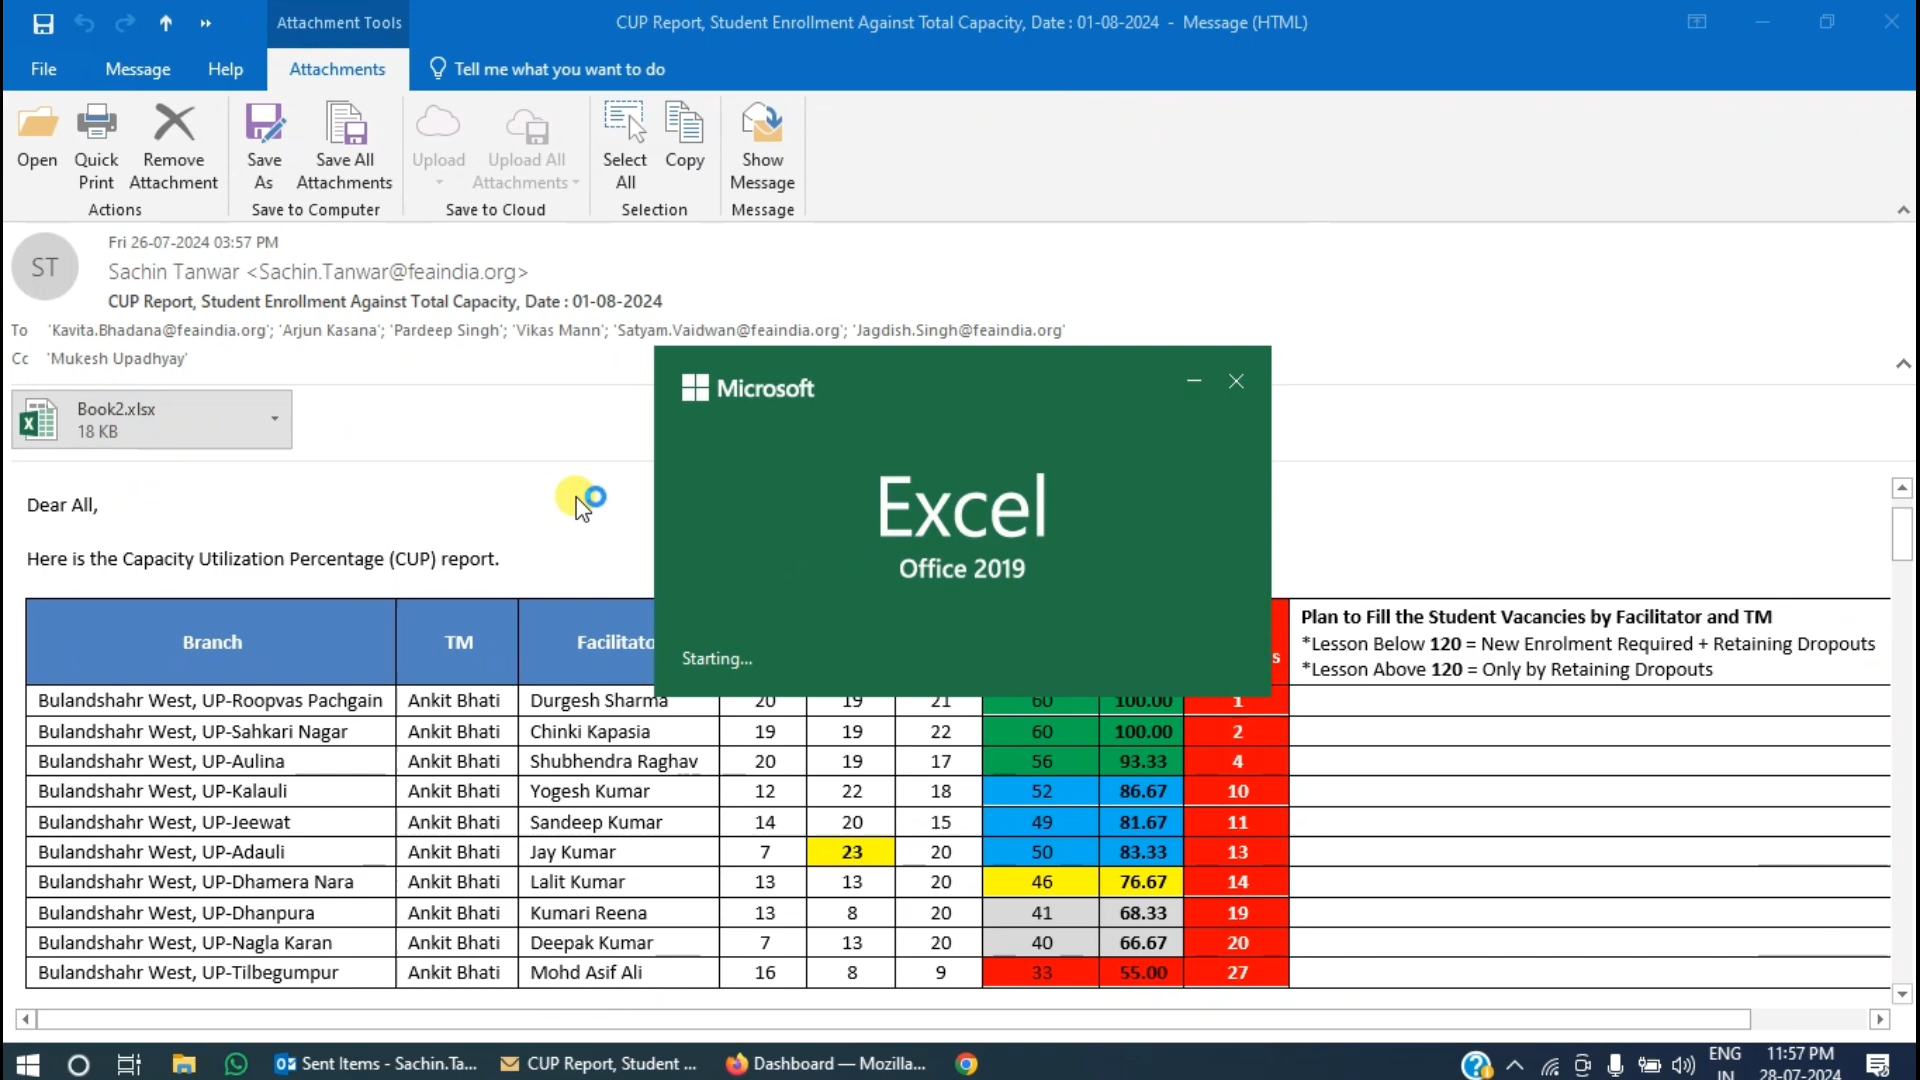 Attachment Tools
CUP Report, Student Enrollment Against Total Capacity, Date : 01-08-2024 - Message (HTML)
File Message Help Attachments Tell me what you want to do
Open Quick Print Remove Attachment Save As Save All Attachments Upload Upload All Attachments Select All Copy Show Message
Actions Save to Computer Save to Cloud Selection Message
ST
Fri 26-07-2024 03:57 PM
Sachin Tanwar <Sachin.Tanwar@feaindia.org>
CUP Report, Student Enrollment Against Total Capacity, Date : 01-08-2024
To 'Kavita.Bhadana@feaindia.org'; 'Arjun Kasana'; 'Pardeep Singh'; 'Vikas Mann'; 'Satyam.Vaidwan@feaindia.org'; 'Jagdish.Singh@feaindia.org'
Cc 'Mukesh Upadhyay'
Book2.xlsx
18 KB
Microsoft
Excel
Office 2019
Starting...
Dear All,
Here is the Capacity Utilization Percentage (CUP) report.
Branch TM
Plan to Fill the Student Vacancies by Facilitator and TM
*Lesson Below 120 = New Enrolment Required + Retaining Dropouts
*Lesson Above 120 = Only by Retaining Dropouts
Bulandshahr West, UP-Roopvas Pachgain Ankit Bhati Durgesh Sharma 20 19 21 60 100.00 1
Bulandshahr West, UP-Sahkari Nagar Ankit Bhati Chinki Kapasia 19 19 22 60 100.00 2
Bulandshahr West, UP-Aulina Ankit Bhati Shubhendra Raghav 20 19 17 56 93.33 4
Bulandshahr West, UP-Kalauli Ankit Bhati Yogesh Kumar 12 22 18 52 86.67 10
Bulandshahr West, UP-Jeewat Ankit Bhati Sandeep Kumar 14 20 15 49 81.67 11
Bulandshahr West, UP-Adauli Ankit Bhati Jay Kumar 7 23 20 50 83.33 13
Bulandshahr West, UP-Dhamera Nara Ankit Bhati Lalit Kumar 13 13 20 46 76.67 14
Bulandshahr West, UP-Dhanpura Ankit Bhati Kumari Reena 13 8 20 41 68.33 19
Bulandshahr West, UP-Nagla Karan Ankit Bhati Deepak Kumar 7 13 20 40 66.67 20
Bulandshahr West, UP-Tilbegumpur Ankit Bhati Mohd Asif Ali 16 8 9 33 55.00 27
Sent Items - Sachin.Ta... CUP Report, Student ... Dashboard — Mozilla... ENG 11:57 PM
IN 28-07-2024